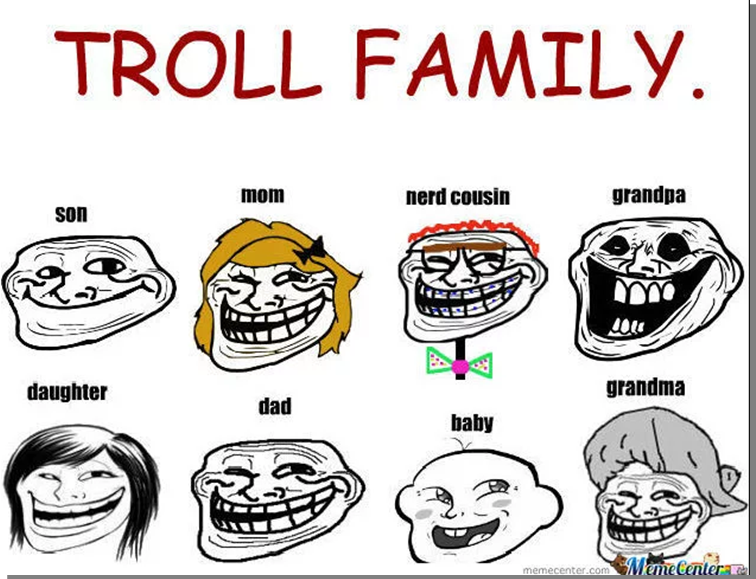 TROLL FAMILY.
son
mom
nerd cousin
grandpa
daughter
dad
baby
grandma
memecenter.com
MemeCenter